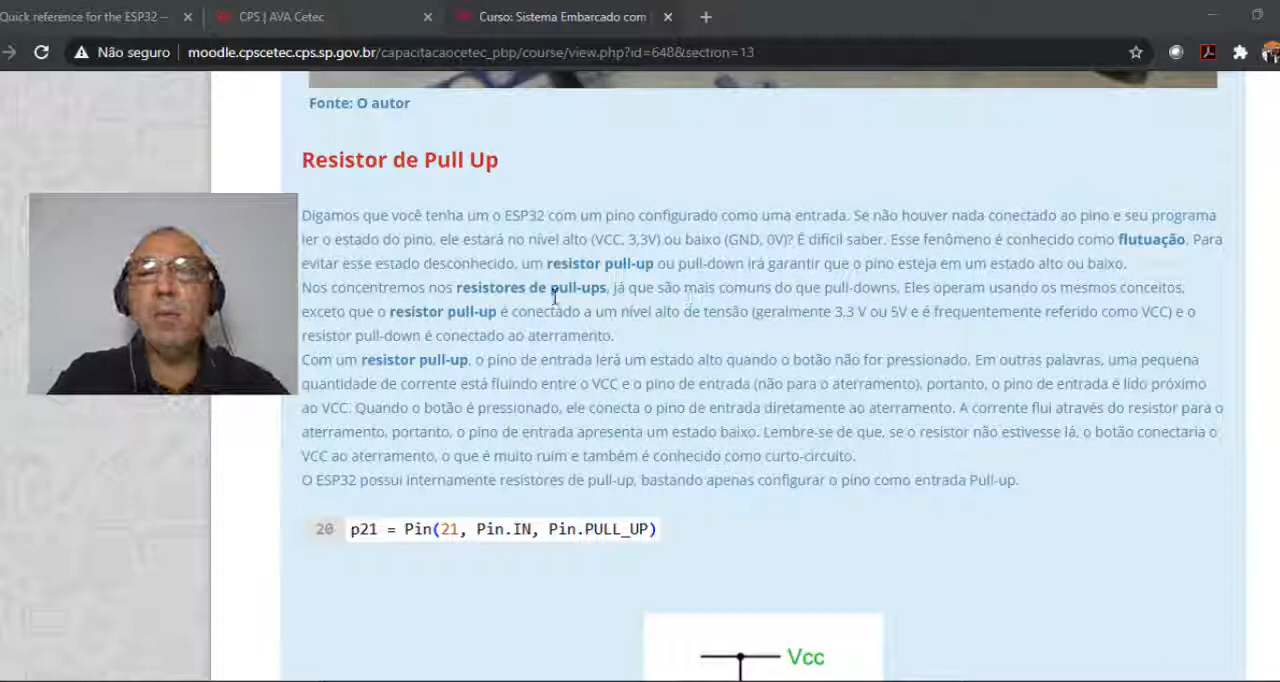 Quick reference for the ESP32 —
CPS | AVA Cetec
Curso: Sistema Embarcado com
Não seguro
moodle.cpscetec.cps.sp.gov.br/capacitacaocetec_pbp/course/view.php?id=648&section=13
Fonte: O autor
Resistor de Pull Up
Digamos que você tenha um o ESP32 com um pino configurado como uma entrada. Se não houver nada conectado ao pino e seu programa
ler o estado do pino, ele estará no nível alto (VCC, 3,3V) ou baixo (GND, 0V)? É difícil saber. Esse fenômeno é conhecido como flutuação. Para
evitar esse estado desconhecido, um resistor pull-up ou pull-down irá garantir que o pino esteja em um estado alto ou baixo.
Nos concentremos nos resistores de pull-ups, já que são mais comuns do que pull-downs. Eles operam usando os mesmos conceitos,
exceto que o resistor pull-up é conectado a um nível alto de tensão (geralmente 3.3 V ou 5V e é frequentemente referido como VCC) e o
resistor pull-down é conectado ao aterramento.
Com um resistor pull-up, o pino de entrada lerá um estado alto quando o botão não for pressionado. Em outras palavras, uma pequena
quantidade de corrente está fluindo entre o VCC e o pino de entrada (não para o aterramento), portanto, o pino de entrada é lido próximo
ao VCC. Quando o botão é pressionado, ele conecta o pino de entrada diretamente ao aterramento. A corrente flui através do resistor para o
aterramento, portanto, o pino de entrada apresenta um estado baixo. Lembre-se de que, se o resistor não estivesse lá, o botão conectaria o
VCC ao aterramento, o que é muito ruim e também é conhecido como curto-circuito.
O ESP32 possui internamente resistores de pull-up, bastando apenas configurar o pino como entrada Pull-up.
20 p21 = Pin(21, Pin.IN, Pin.PULL_UP)
Vcc